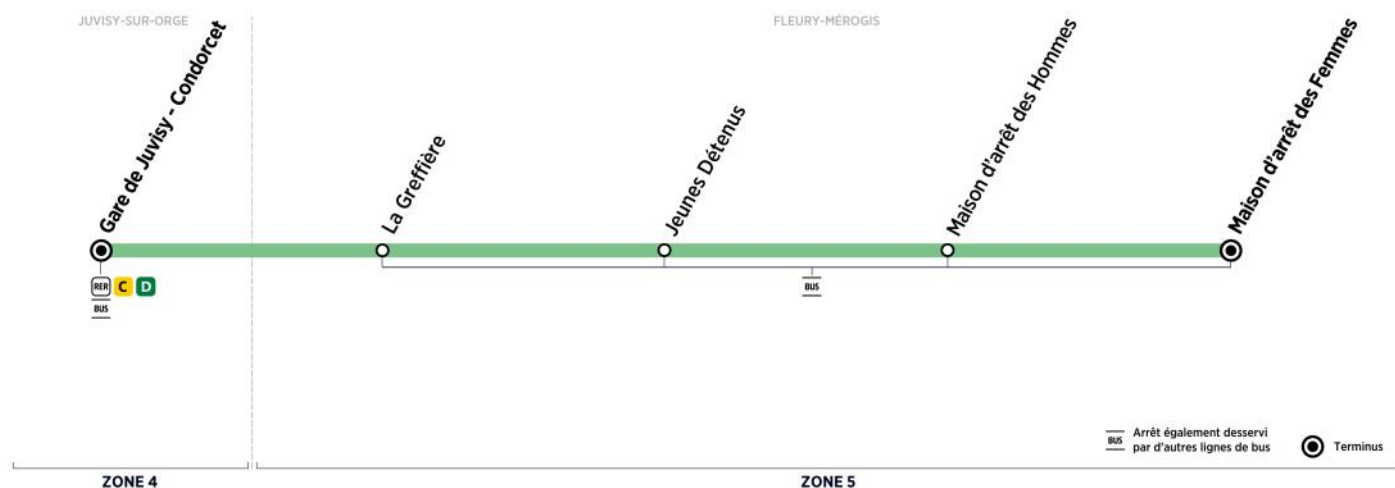 JUVISY-SUR-ORGE
FLEURY-MÉROGIS
Gare de Juvisy - Condorcet
La Greffière
Jeunes Détenus
Maison d'arrêt des Hommes
Maison d'arrêt des Femmes
RER C D
BUS
BUS
BUS
Arrêt également desservi
par d'autres lignes de bus
Terminus
ZONE 4
ZONE 5